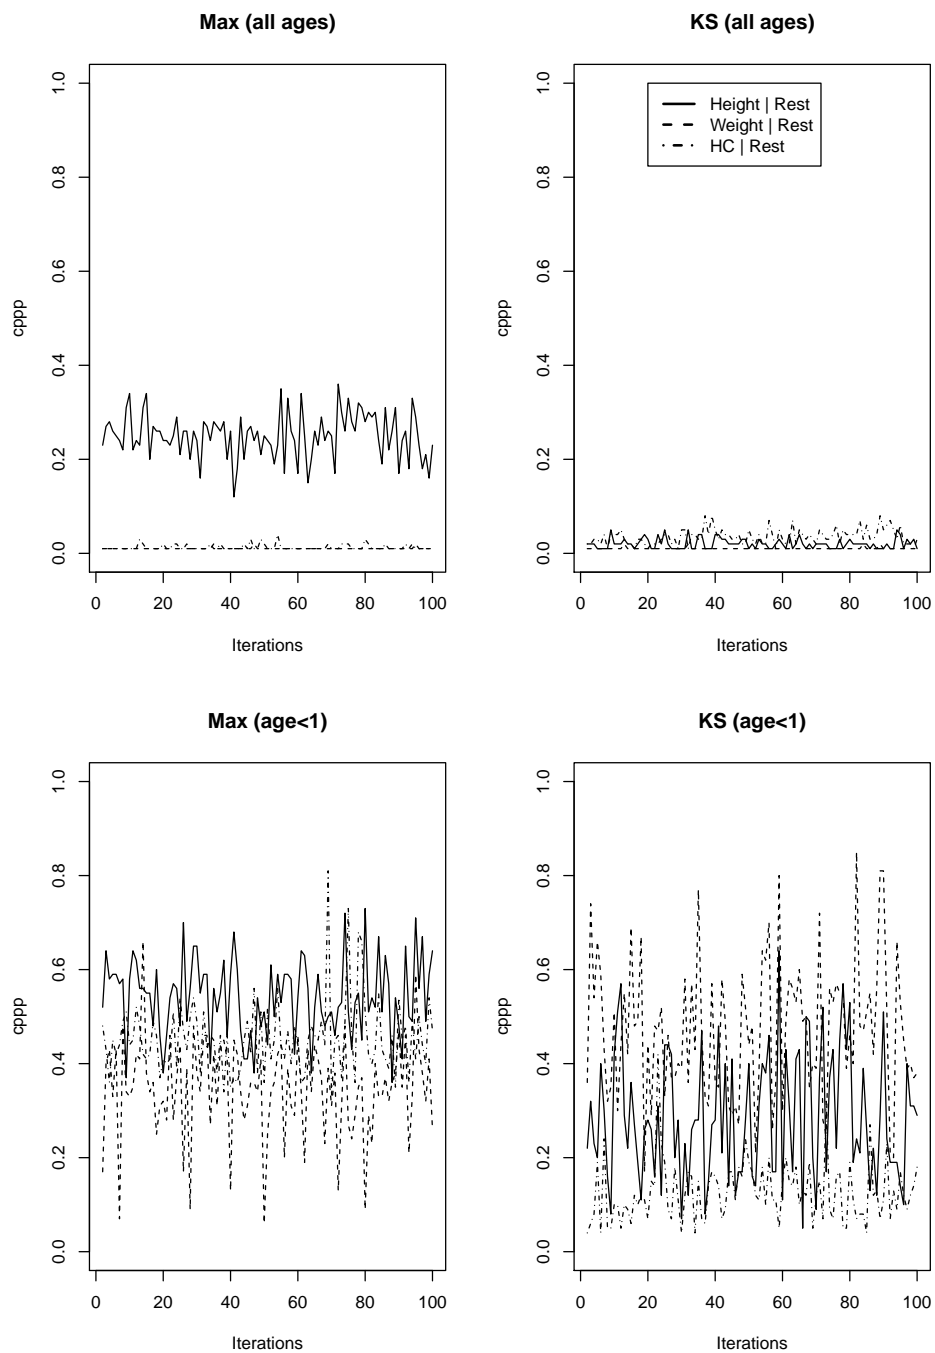 Max (all ages)
cppp
1.0
0.8
0.6
0.4
0.2
0.0
0 20 40 60 80 100
Iterations
KS (all ages)
cppp
1.0
0.8
0.6
0.4
0.2
0.0
Height | Rest
Weight | Rest
HC | Rest
0 20 40 60 80 100
Iterations
Max (age<1)
cppp
1.0
0.8
0.6
0.4
0.2
0.0
0 20 40 60 80 100
Iterations
KS (age<1)
cppp
1.0
0.8
0.6
0.4
0.2
0.0
0 20 40 60 80 100
Iterations